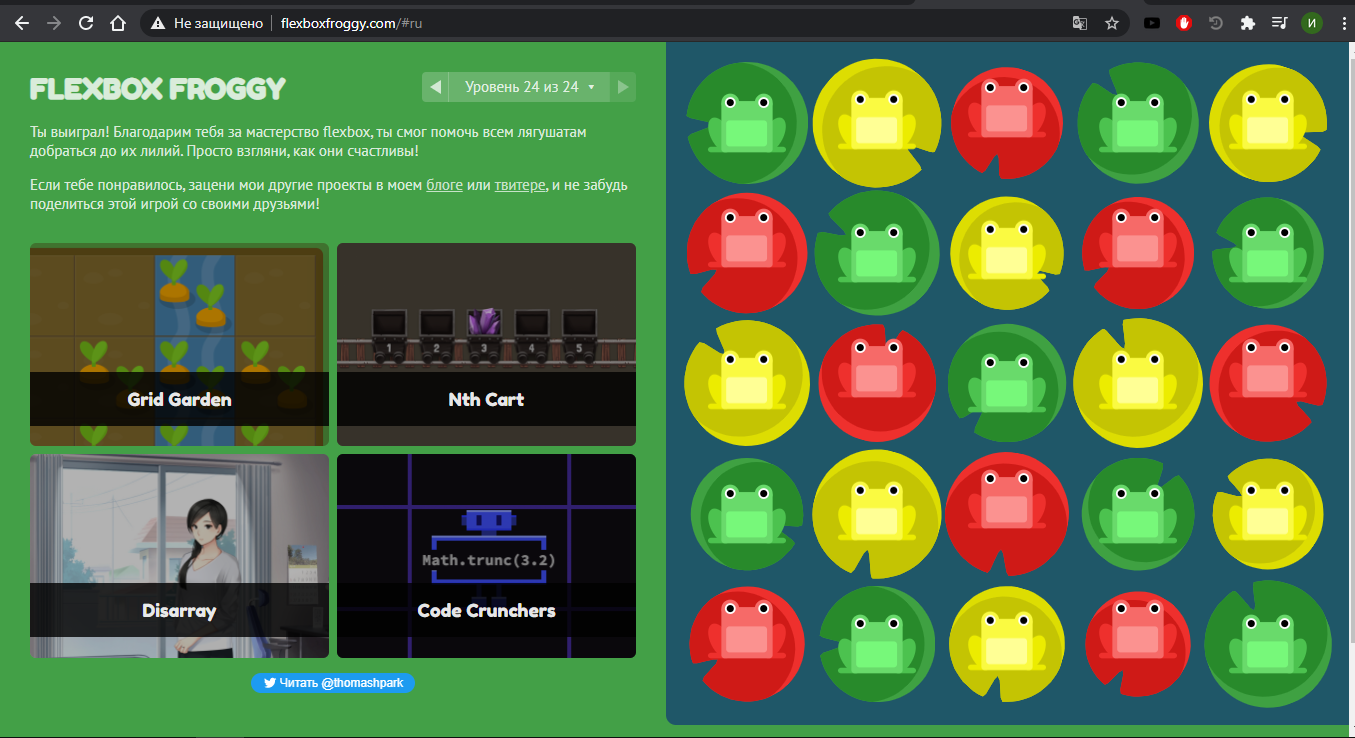 Не защищено
flexboxfroggy.com/#ru
И
FLEXBOX FROGGY
Уровень 24 из 24
Ты выиграл! Благодарим тебя за мастерство flexbox, ты смог помочь всем лягушатам
добраться до их лилий. Просто взгляни, как они счастливы!
Если тебе понравилось, зацени мои другие проекты в моем блоге или твитере, и не забудь
поделиться этой игрой со своими друзьями!
Grid Garden
1 2 3 4 5
Nth Cart
Disarray
Math.trunc(3.2)
Code Crunchers
Читать @thomashpark